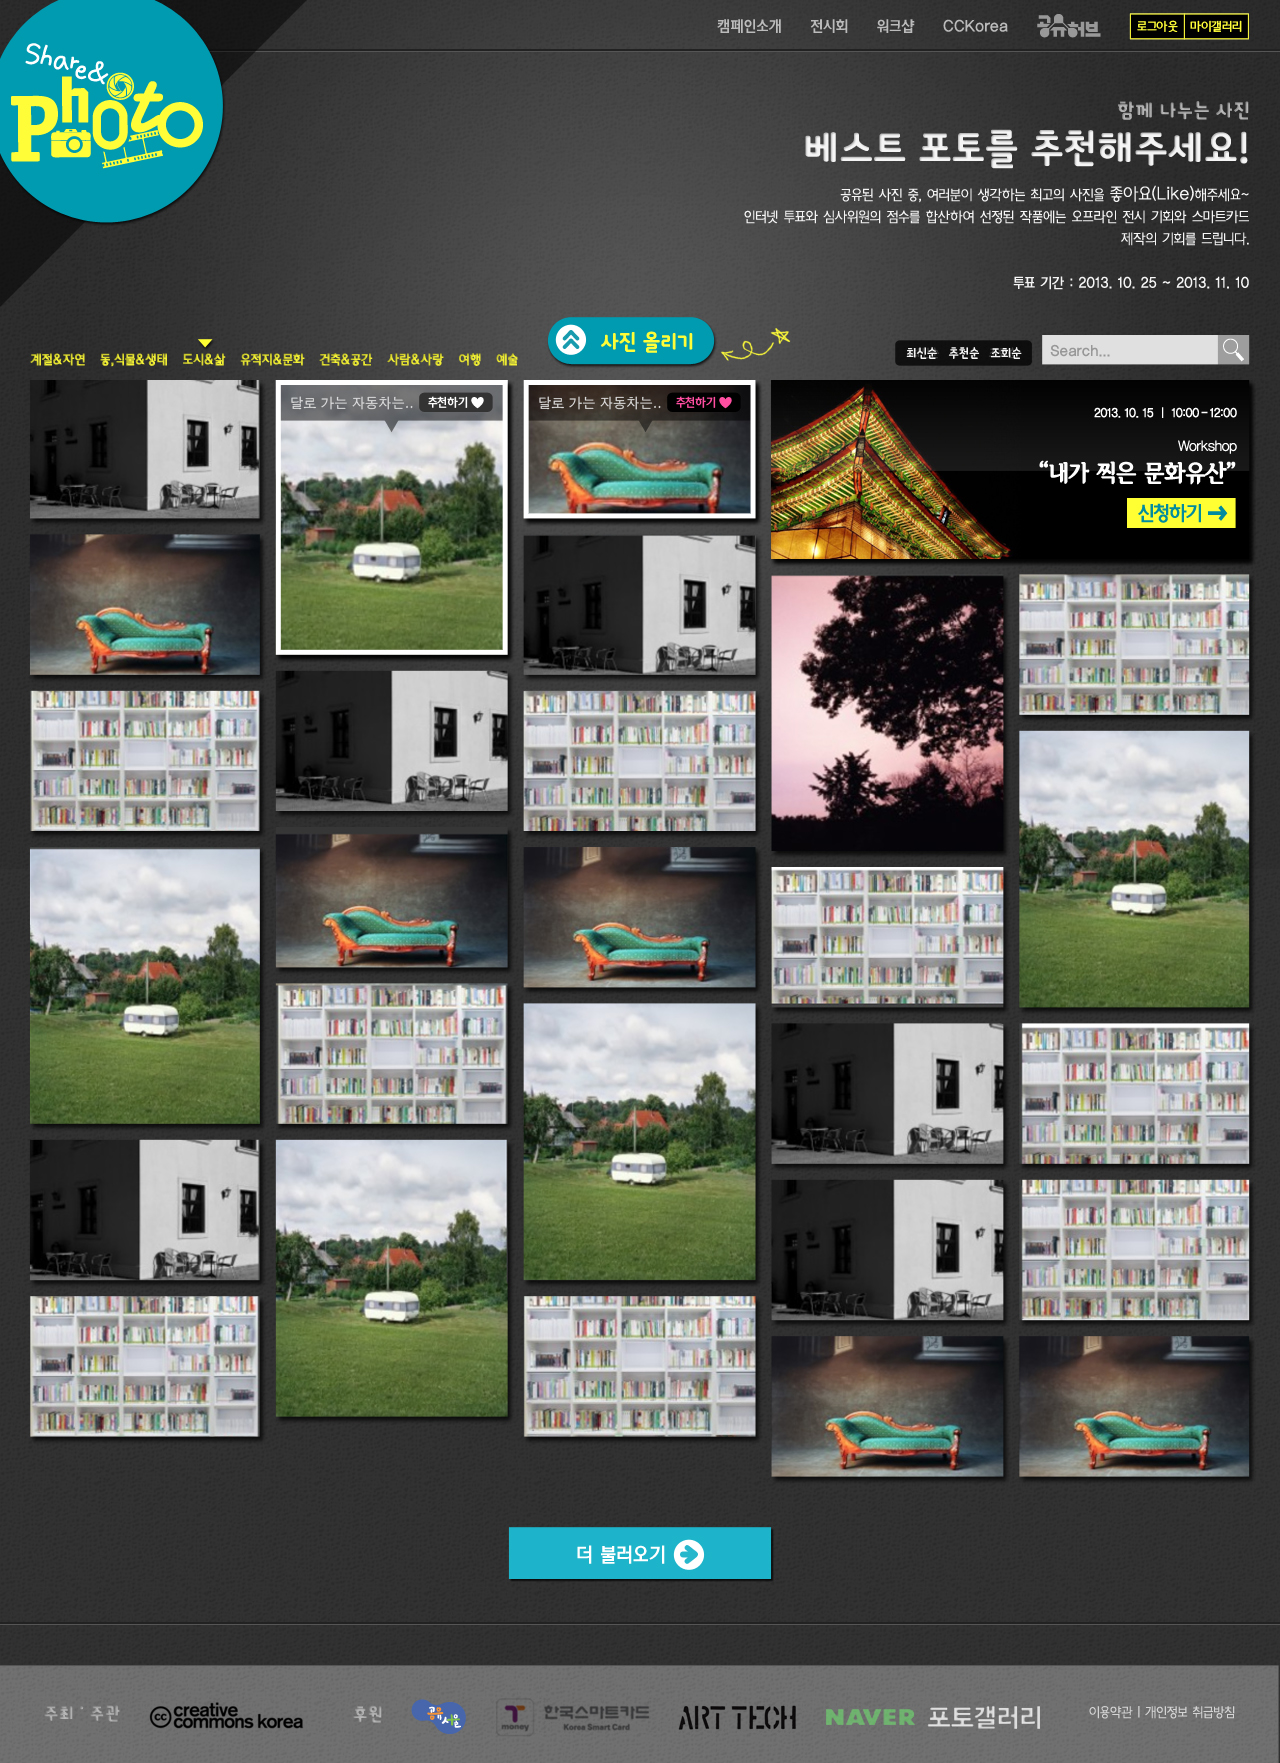 Share&
Photo
캠페인소개 전시회 워크샵 CCKorea 공유허브 로그아웃 마이갤러리
함께 나누는 사진
베스트 포토를 추천해주세요!
공유된 사진 중, 여러분이 생각하는 최고의 사진을 좋아요(Like)해주세요~
인터넷 투표와 심사위원의 점수를 합산하여 선정된 작품에는 오프라인 전시 기회와 스마트카드
제작의 기회를 드립니다.
투표 기간 : 2013. 10. 25 ~ 2013. 11. 10
계절&자연 동,식물&생태 도시&삶 유적지&문화 건축&공간 사람&사랑 여행 예술
사진 올리기
최신순 추천순 조회순
Search...
달로 가는 자동차는.. 추천하기
달로 가는 자동차는.. 추천하기
2013. 10. 15 | 10:00-12:00
Workshop
“내가 찍은 문화유산”
신청하기
더 불러오기
주최 · 주관
cc creative commons korea
후원
공유서울
T money
한국스마트카드
Korea Smart Card
ART TECH
NAVER 포토갤러리
이용약관 | 개인정보 취급방침